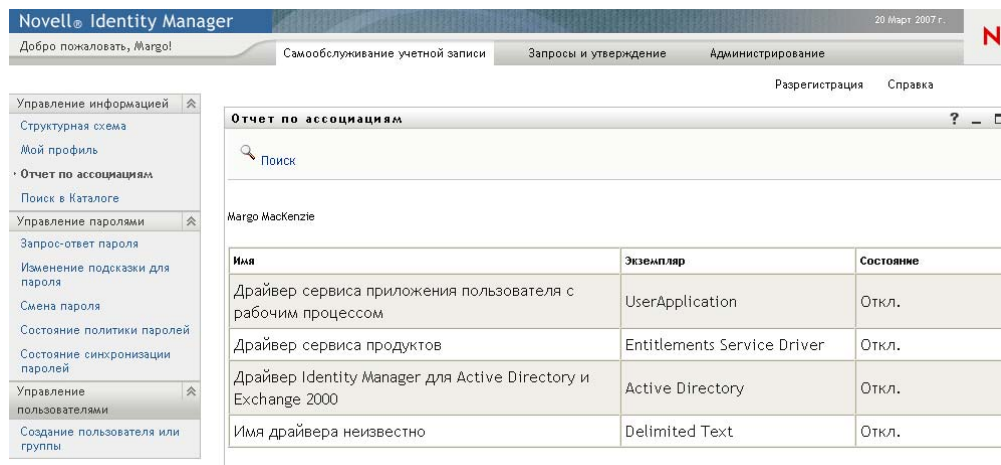 Novell® Identity Manager
20 Март 2007 г.
Добро пожаловать, Margo!
Самообслуживание учетной записи
Запросы и утверждение
Администрирование
N
Разрегистрация
Справка
Управление информацией
Структурная схема
Мой профиль
Отчет по ассоциациям
Поиск в Каталоге
Управление паролями
Запрос-ответ пароля
Изменение подсказки для
пароля
Смена пароля
Состояние политики паролей
Состояние синхронизации
паролей
Управление
пользователями
Создание пользователя или
группы
Отчет по ассоциациям
?
Поиск
Margo MacKenzie
Имя
Экземпляр
Состояние
Драйвер сервиса приложения пользователя с
рабочим процессом
UserApplication
Откл.
Драйвер сервиса продуктов
Entitlements Service Driver
Откл.
Драйвер Identity Manager для Active Directory и
Exchange 2000
Active Directory
Откл.
Имя драйвера неизвестно
Delimited Text
Откл.